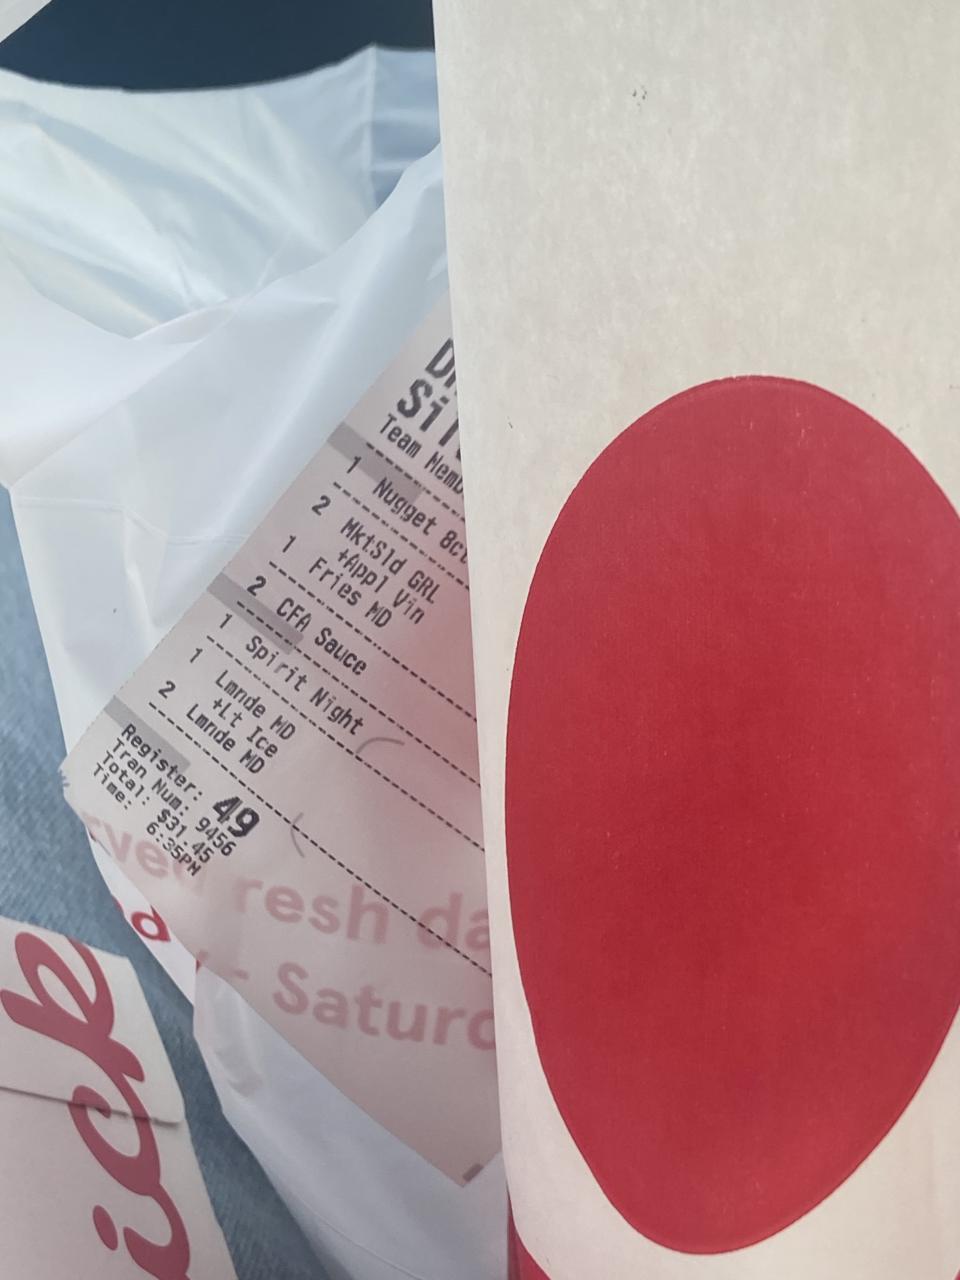 Team Memb
1 Nugget 8ct
2 MktSld GRL
+Appl Vin
1 Fries MD
2 CFA Sauce
1 Spirit Night
1 Lmnde MD
+Lt Ice
2 Lmnde MD
Register: 49
Tran Num: 9456
Total: $31.45
Time: 6:35PM
rved resh da
d y - Saturd
ick